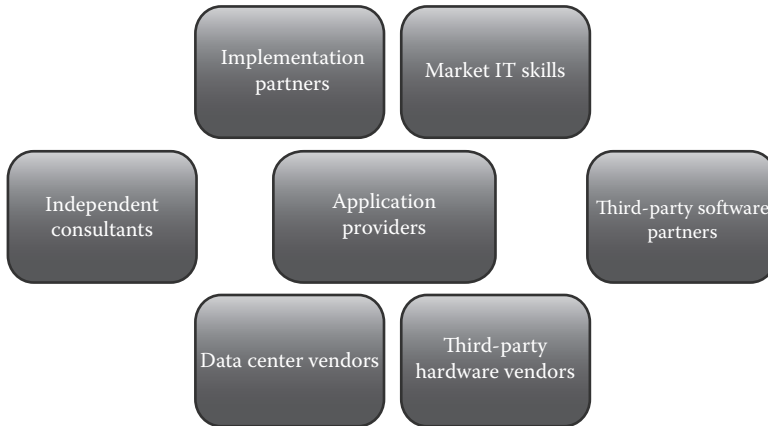 Implementation
partners
Market IT skills
Independent
consultants
Application
providers
Third-party software
partners
Data center vendors
Third-party
hardware vendors